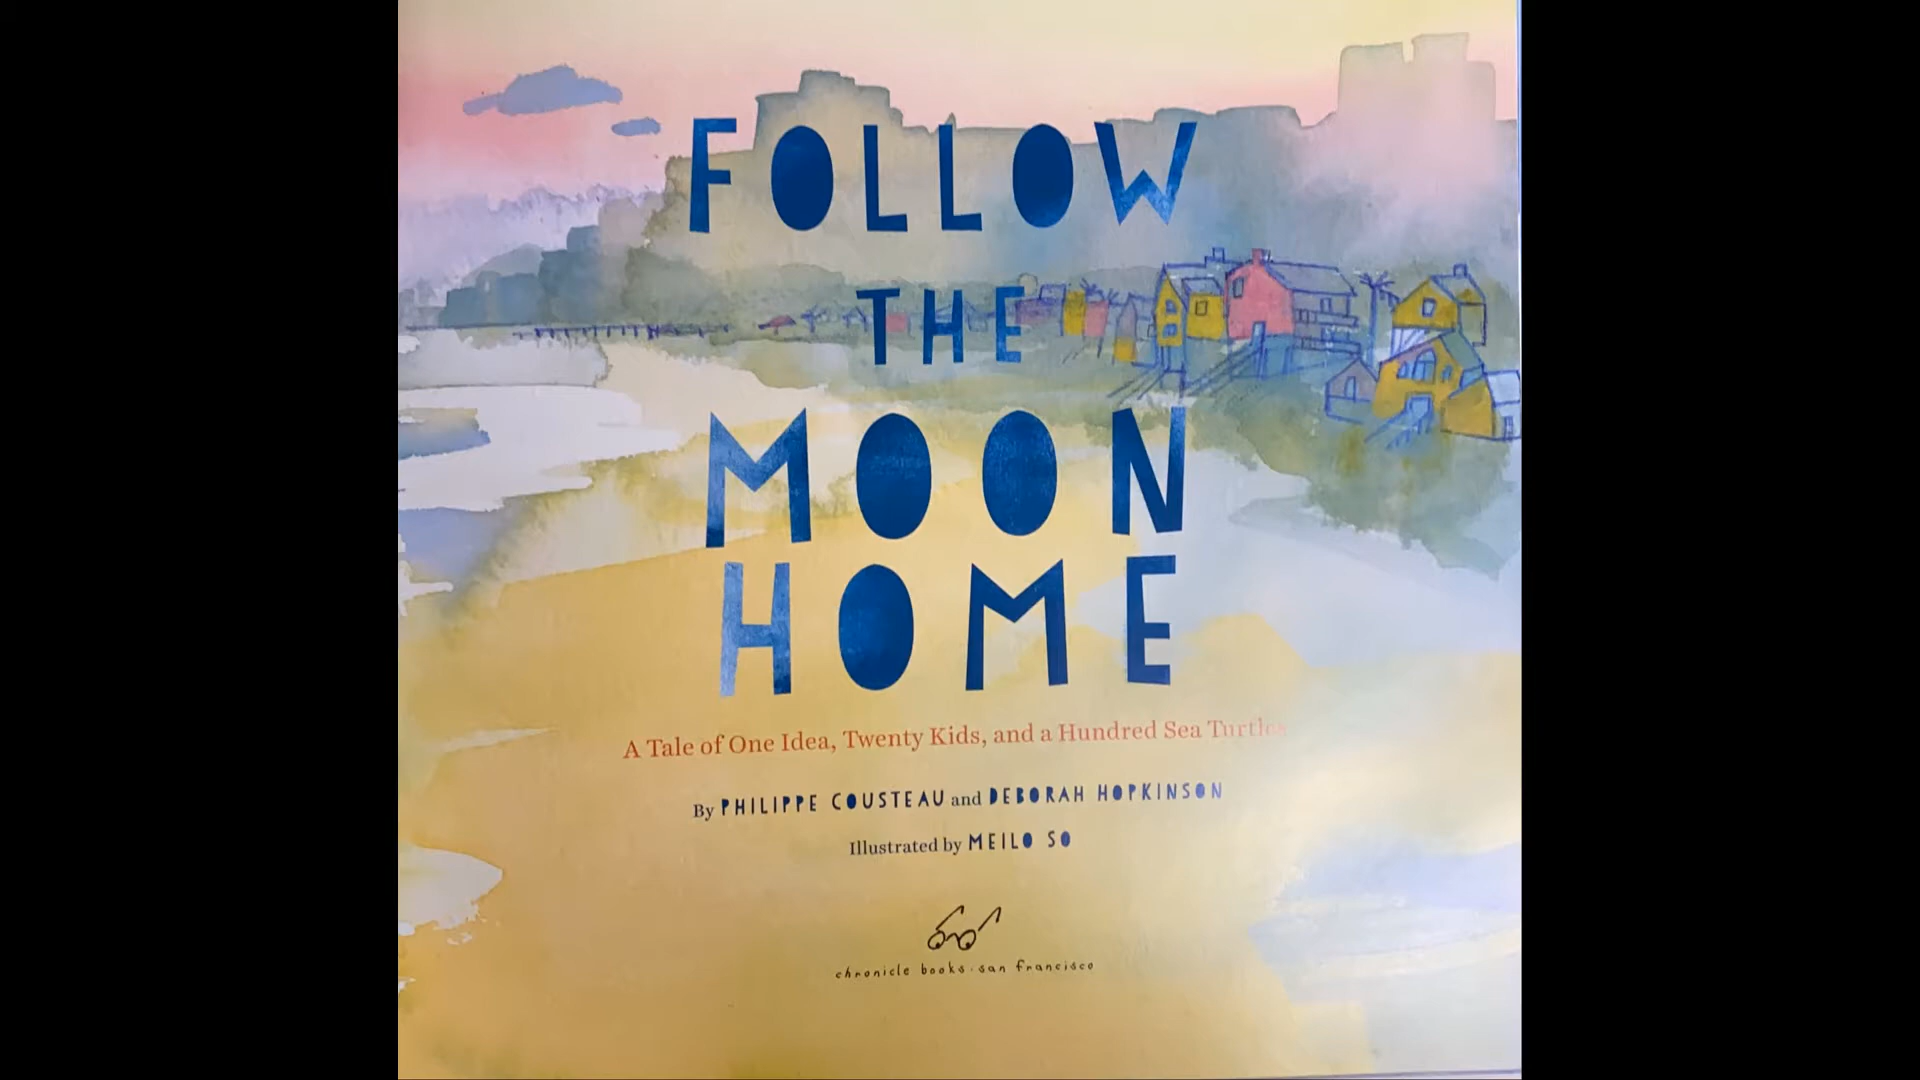 FOLLOW
THE
MOON
HOME
A Tale of One Idea, Twenty Kids, and a Hundred Sea Turtles
By PHILIPPE COUSTEAU and DEBORAH HOPKINSON
Illustrated by MEILO SO
chronicle books · san francisco